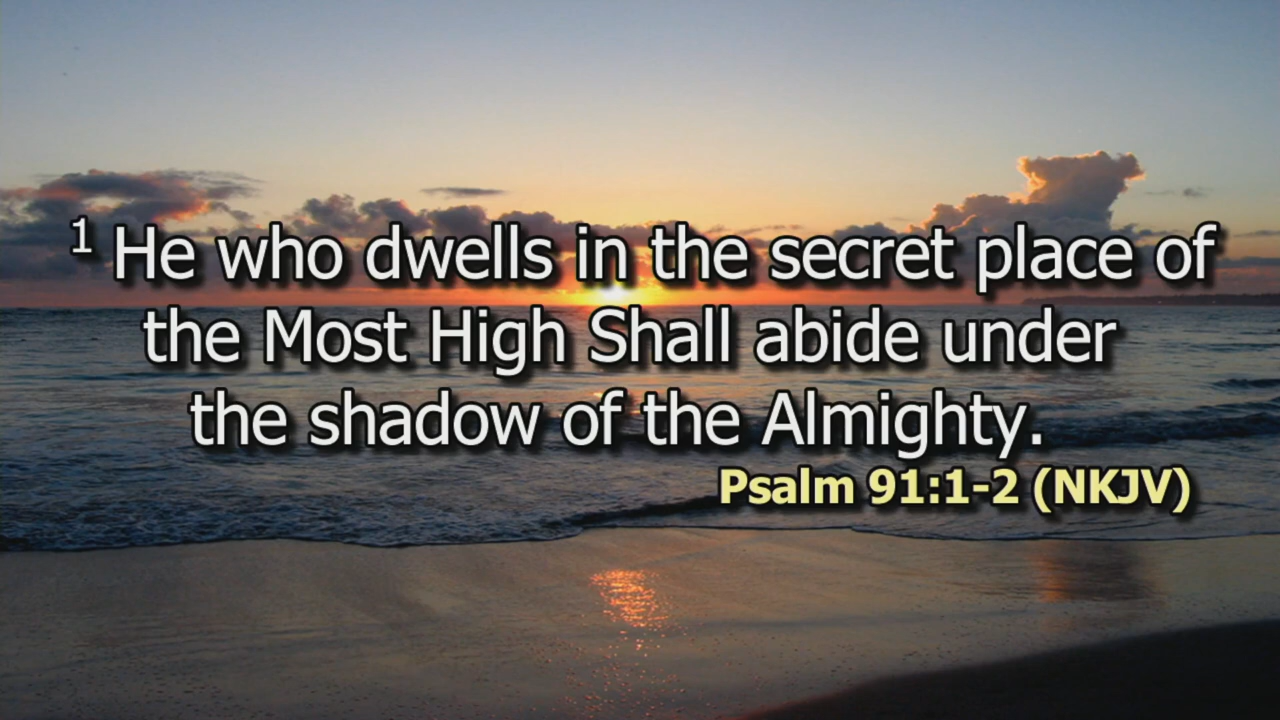 1 He who dwells in the secret place of
the Most High Shall abide under
the shadow of the Almighty.
Psalm 91:1-2 (NKJV)